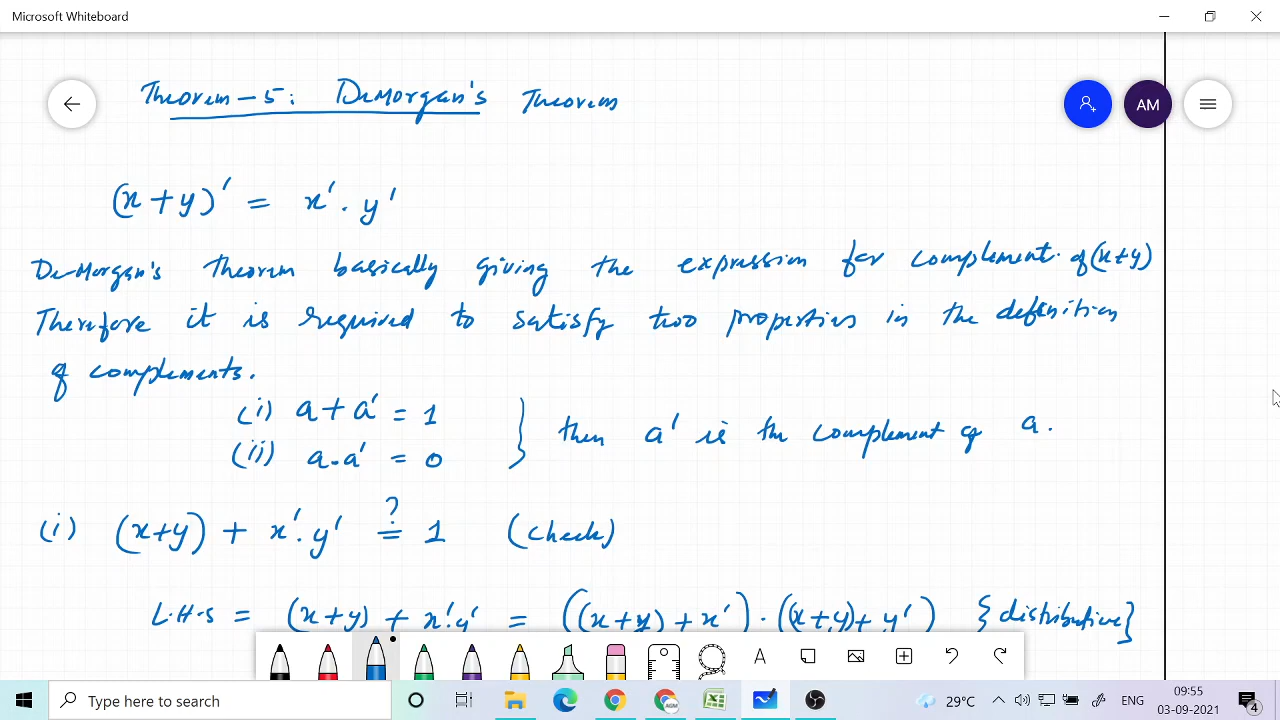 Microsoft Whiteboard
Theorem-5: DeMorgan's Theorem
AM
(x+y)' = x'. y'
DeMorgan's theorem basically giving the expression for complement. of (x+y)
Therefore it is required to satisfy two properties in the definition
of complements.
(i) a + a' = 1
(ii) a.a' = 0
} then a' is the complement of a.
(i) (x+y) + x'. y' ?= 1 (check)
L.H.S = (x+y) + x'.y' = ((x+y) + x') . ((x+y) + y') {distributive}
A
Type here to search
AGM
29°C
ENG
09:55
03-09-2021
4